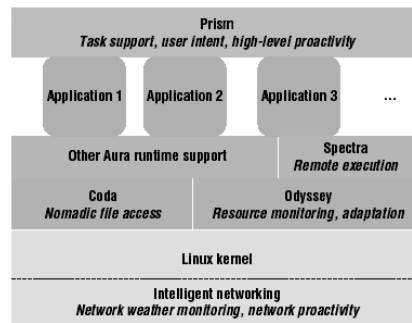 Prism
Task support, user intent, high-level proactivity
Application 1 Application 2 Application 3 ...
Other Aura runtime support
Spectra
Remote execution
Coda
Nomadic file access
Odyssey
Resource monitoring, adaptation
Linux kernel
Intelligent networking
Network weather monitoring, network proactivity